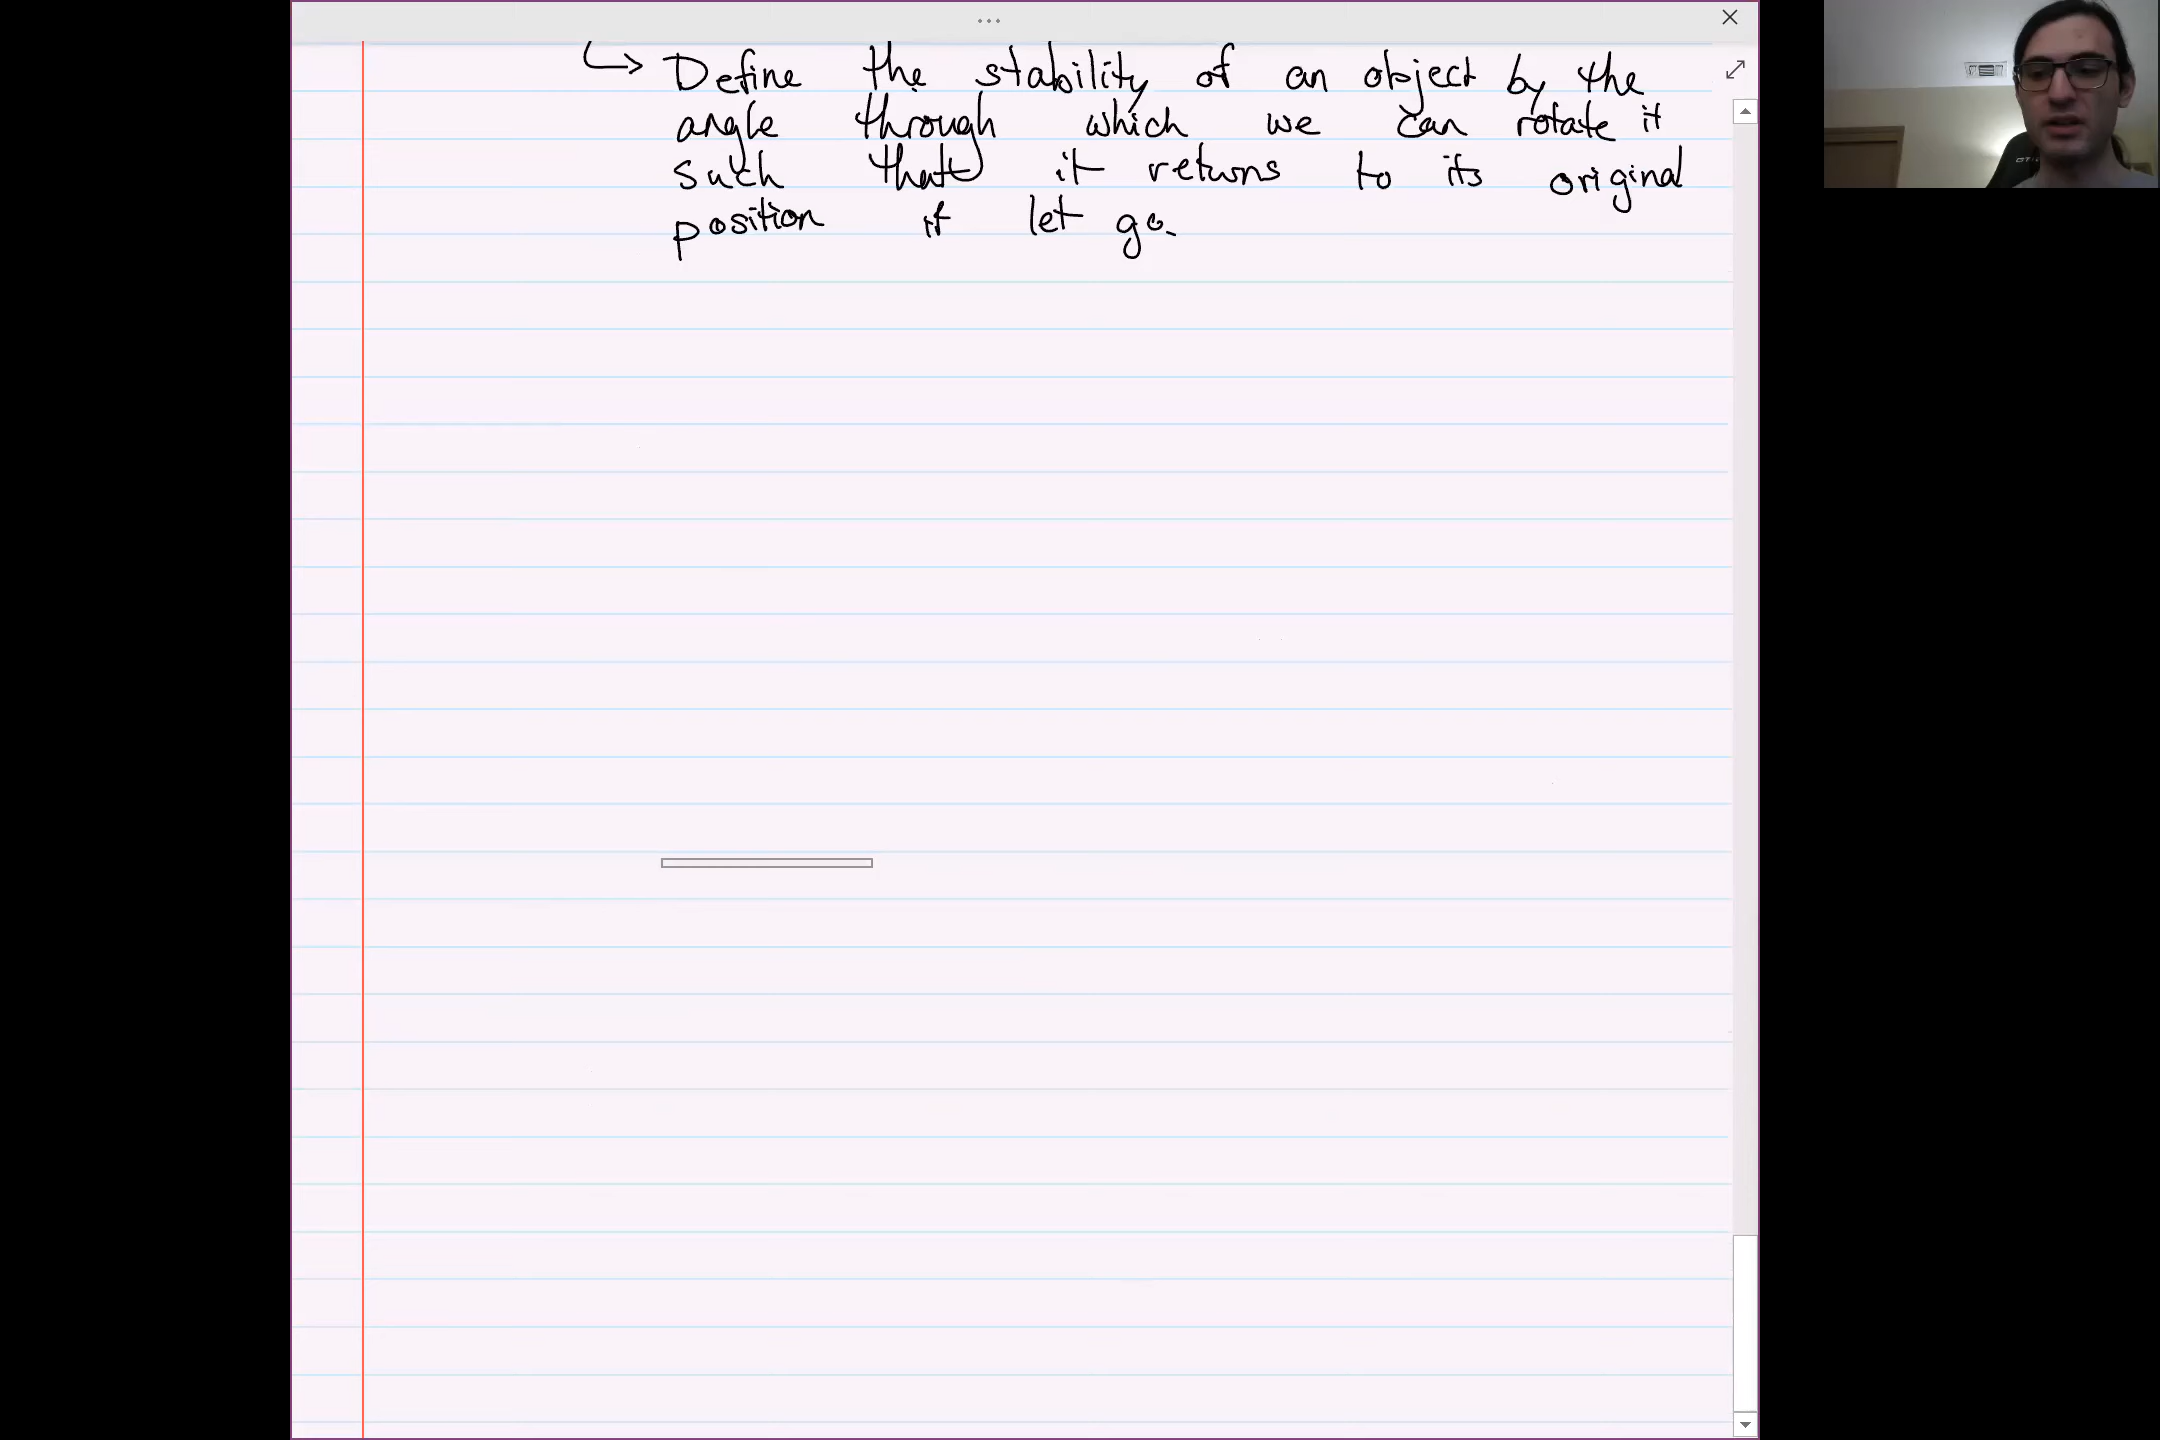 ↳ Define the stability of an object by the
angle through which we can rotate it
such that it returns to its original
position if let go.